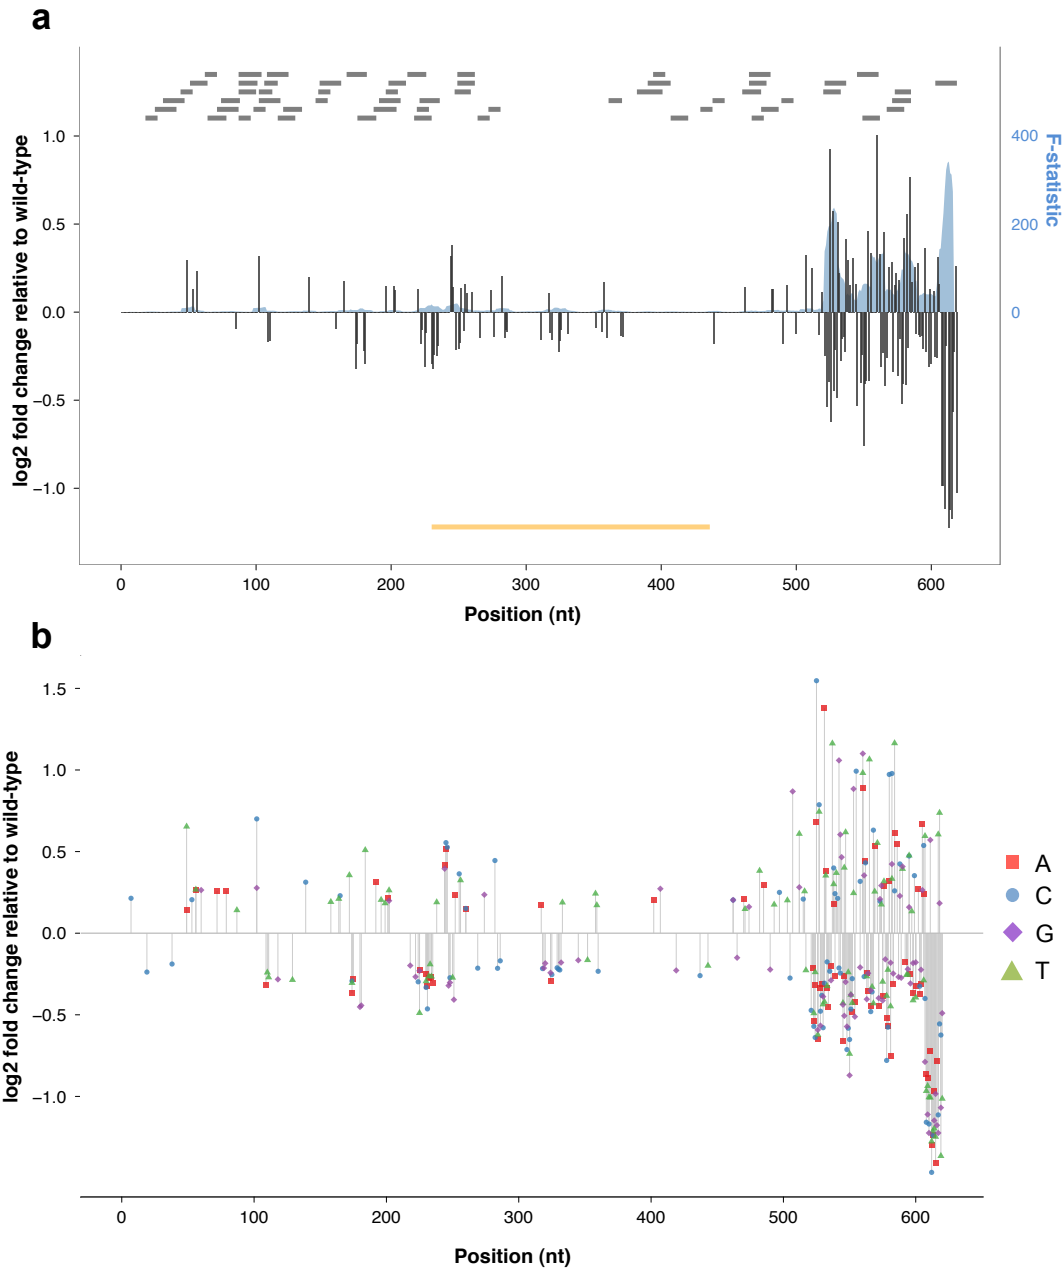 a
log2 fold change relative to wild-type
1.0
0.5
0.0
−0.5
−1.0
400
200
0
F-statistic
0 100 200 300 400 500 600
Position (nt)
b
log2 fold change relative to wild-type
1.5
1.0
0.5
0.0
−0.5
−1.0
A
C
G
T
0 100 200 300 400 500 600
Position (nt)